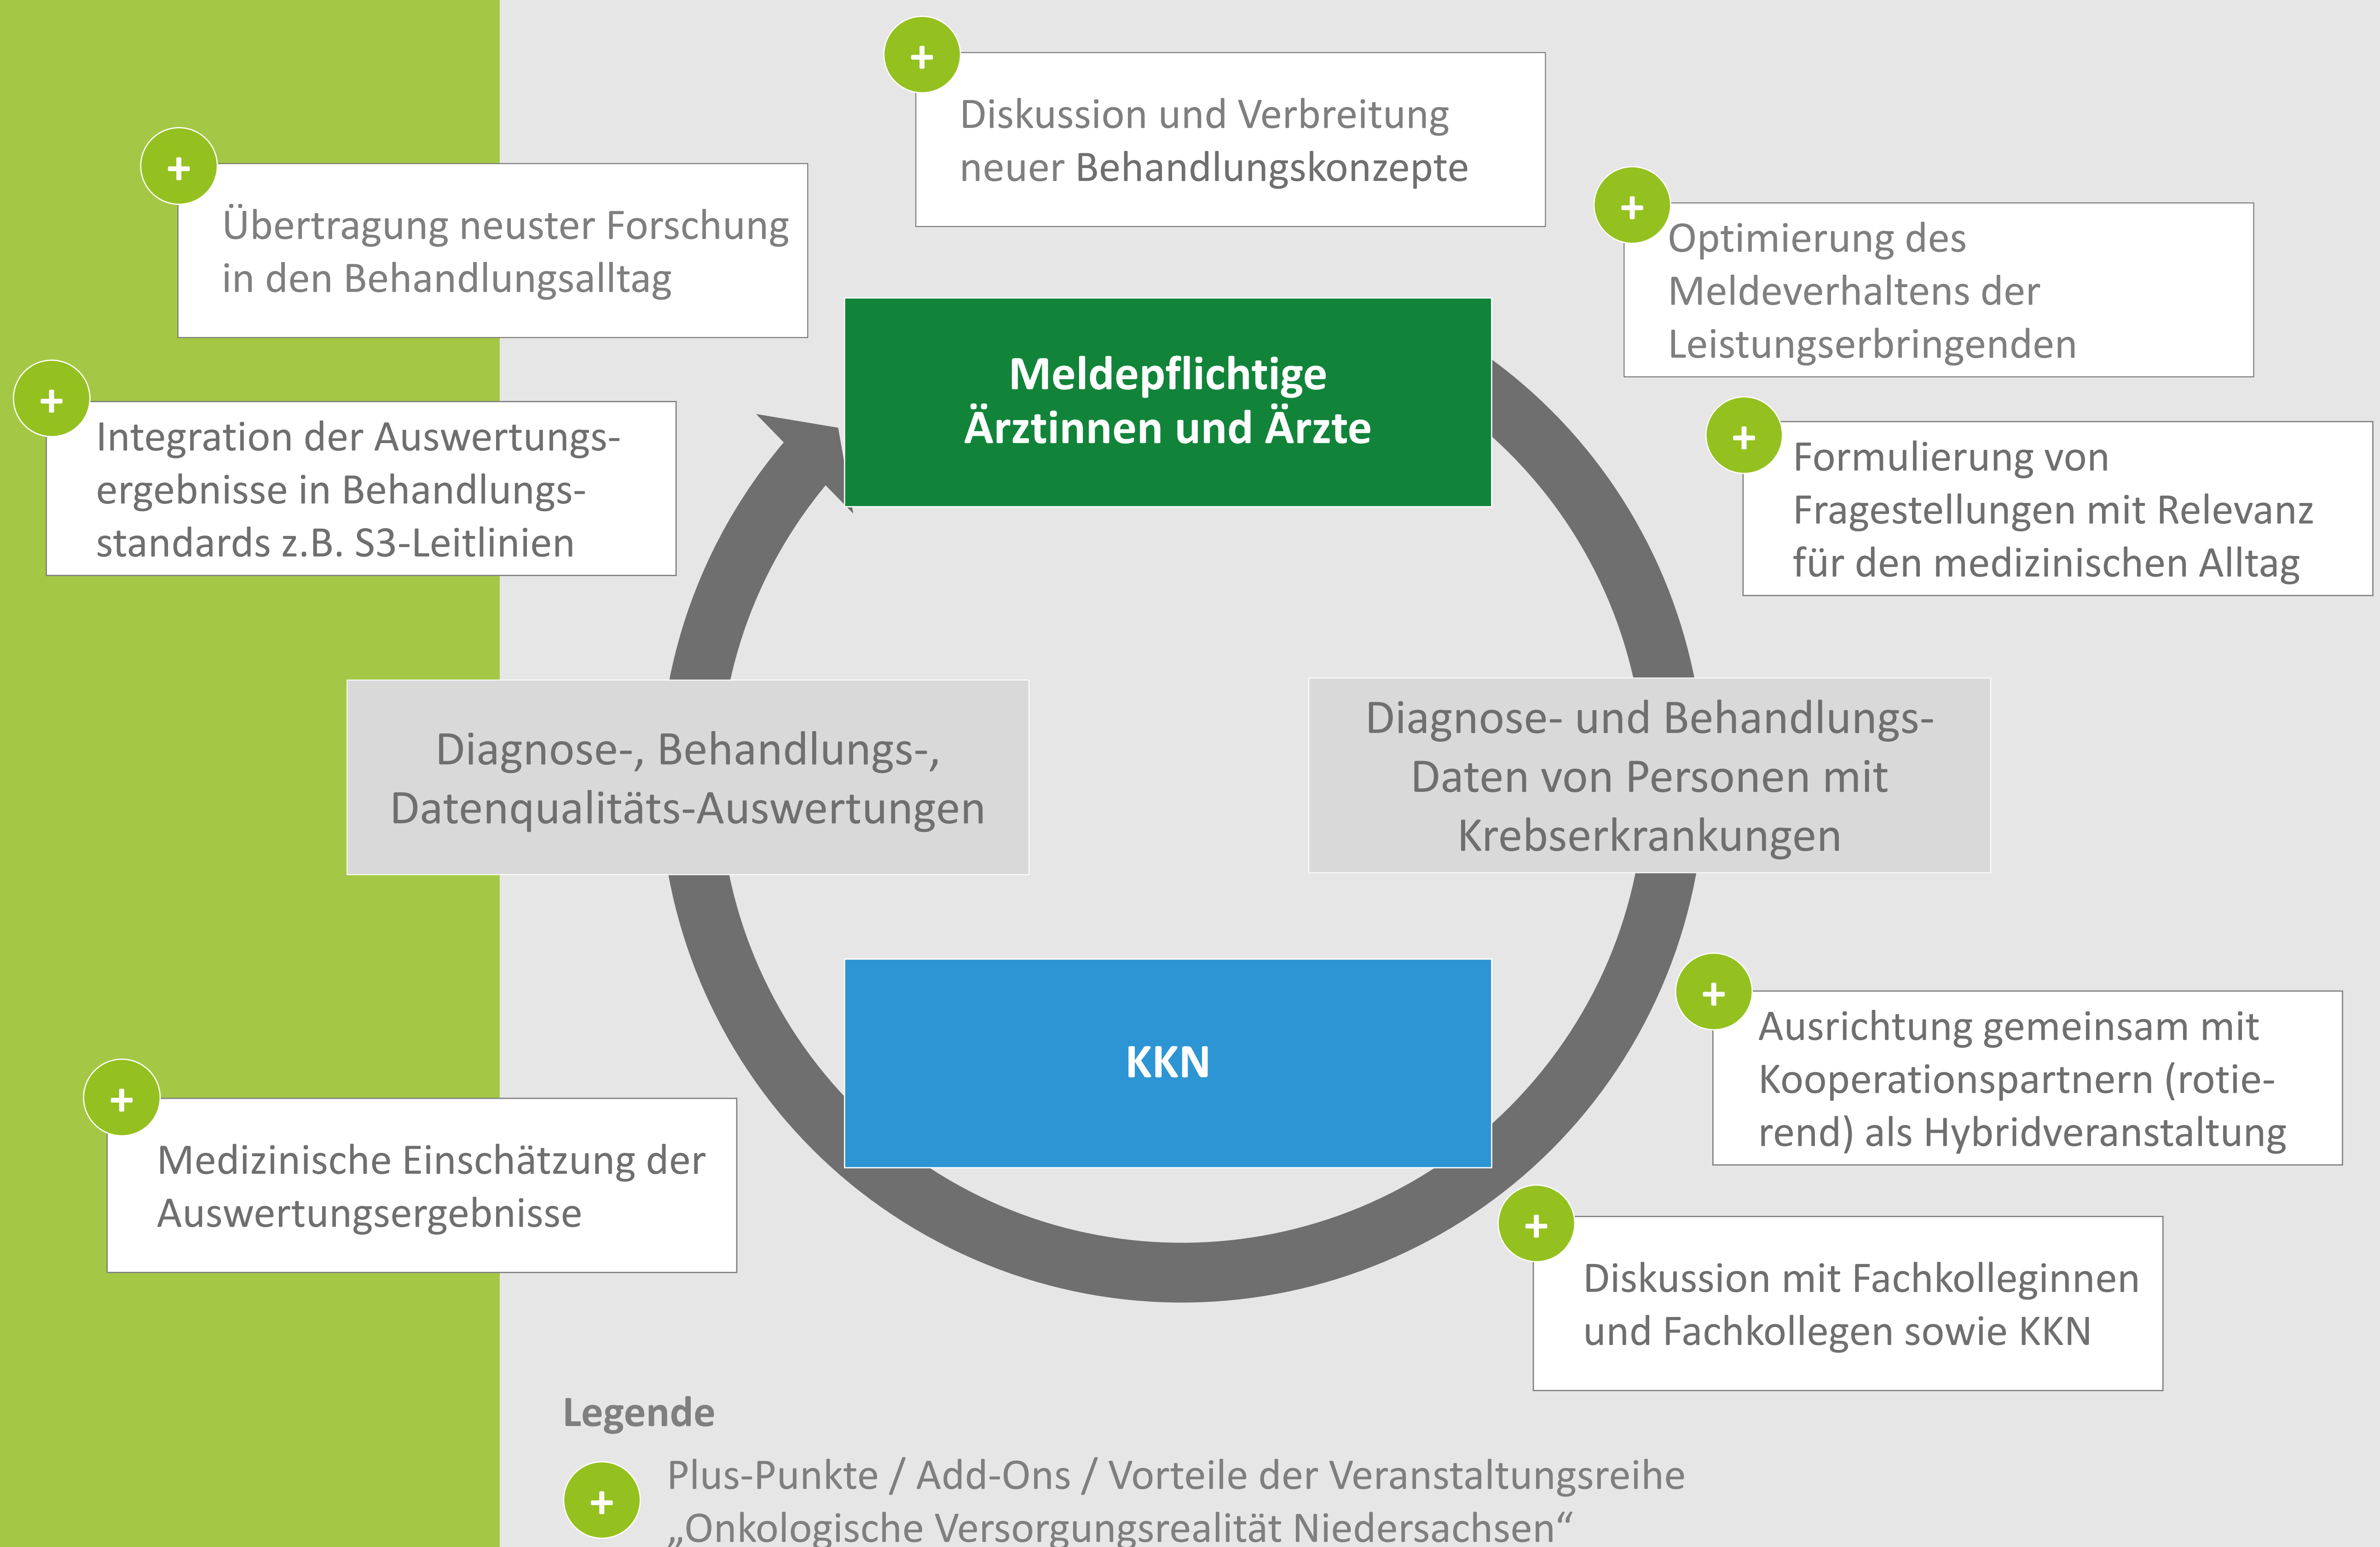 +
Diskussion und Verbreitung
neuer Behandlungskonzepte
+
Übertragung neuster Forschung
in den Behandlungsalltag
+
Optimierung des
Meldeverhaltens der
Leistungserbringenden
Meldepflichtige
Ärztinnen und Ärzte
+
Integration der Auswertungs-
ergebnisse in Behandlungs-
standards z.B. S3-Leitlinien
+
Formulierung von
Fragestellungen mit Relevanz
für den medizinischen Alltag
Diagnose-, Behandlungs-,
Datenqualitäts-Auswertungen
Diagnose- und Behandlungs-
Daten von Personen mit
Krebserkrankungen
KKN
+
Ausrichtung gemeinsam mit
Kooperationspartnern (rotie-
rend) als Hybridveranstaltung
+
Medizinische Einschätzung der
Auswertungsergebnisse
+
Diskussion mit Fachkolleginnen
und Fachkollegen sowie KKN
Legende
+
Plus-Punkte / Add-Ons / Vorteile der Veranstaltungsreihe
„Onkologische Versorgungsrealität Niedersachsen“